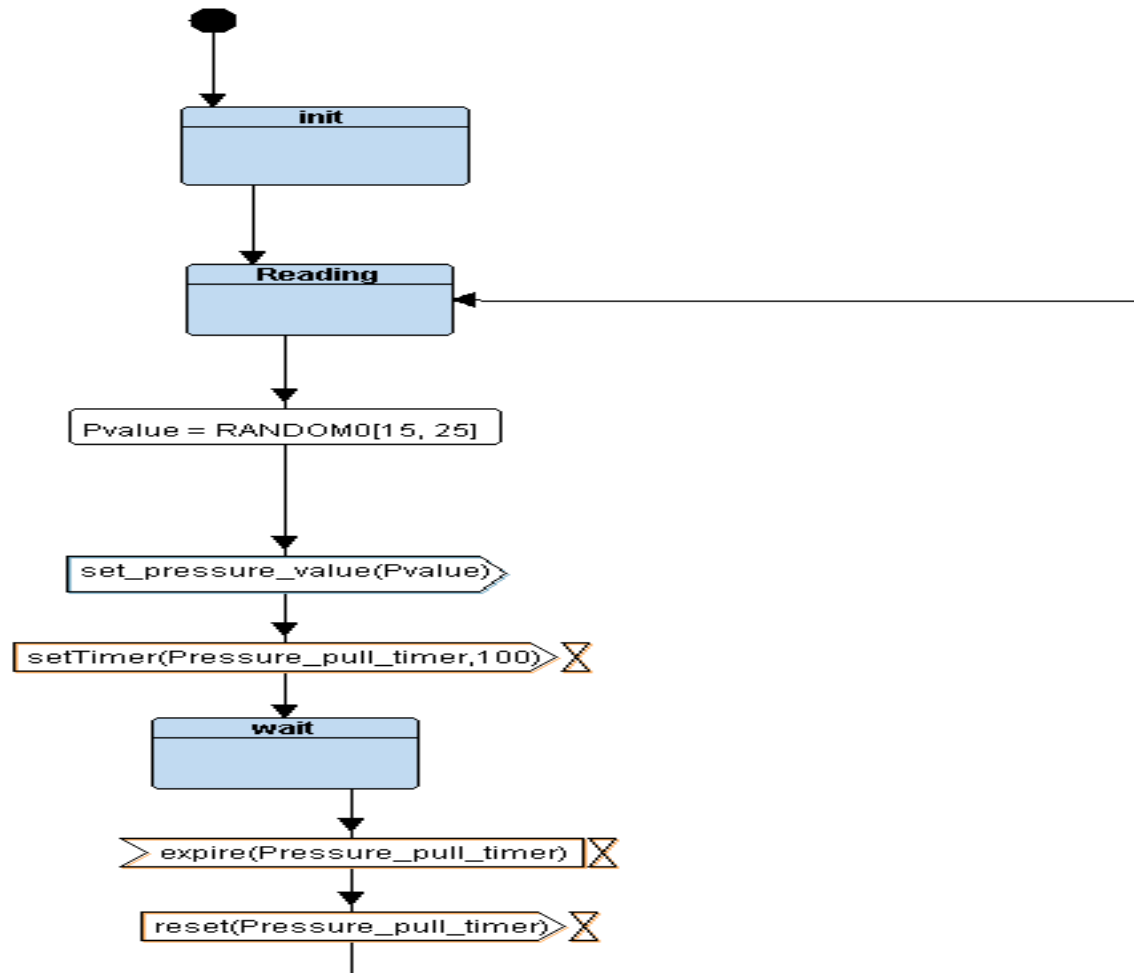 init
Reading
Pvalue = RANDOM0[15, 25]
set_pressure_value(Pvalue)
setTimer(Pressure_pull_timer,100)
wait
expire(Pressure_pull_timer)
reset(Pressure_pull_timer)